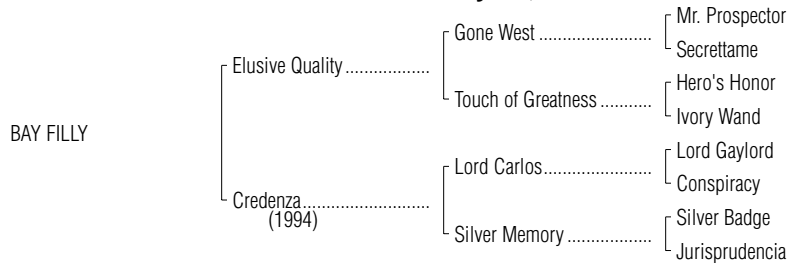 Mr. Prospector
Gone West ........................
Secrettame
Elusive Quality ..................
Hero's Honor
Touch of Greatness ...........
Ivory Wand
BAY FILLY
Lord Gaylord
Lord Carlos.......................
Conspiracy
Credenza...........................
(1994)
Silver Badge
Silver Memory ..................
Jurisprudencia